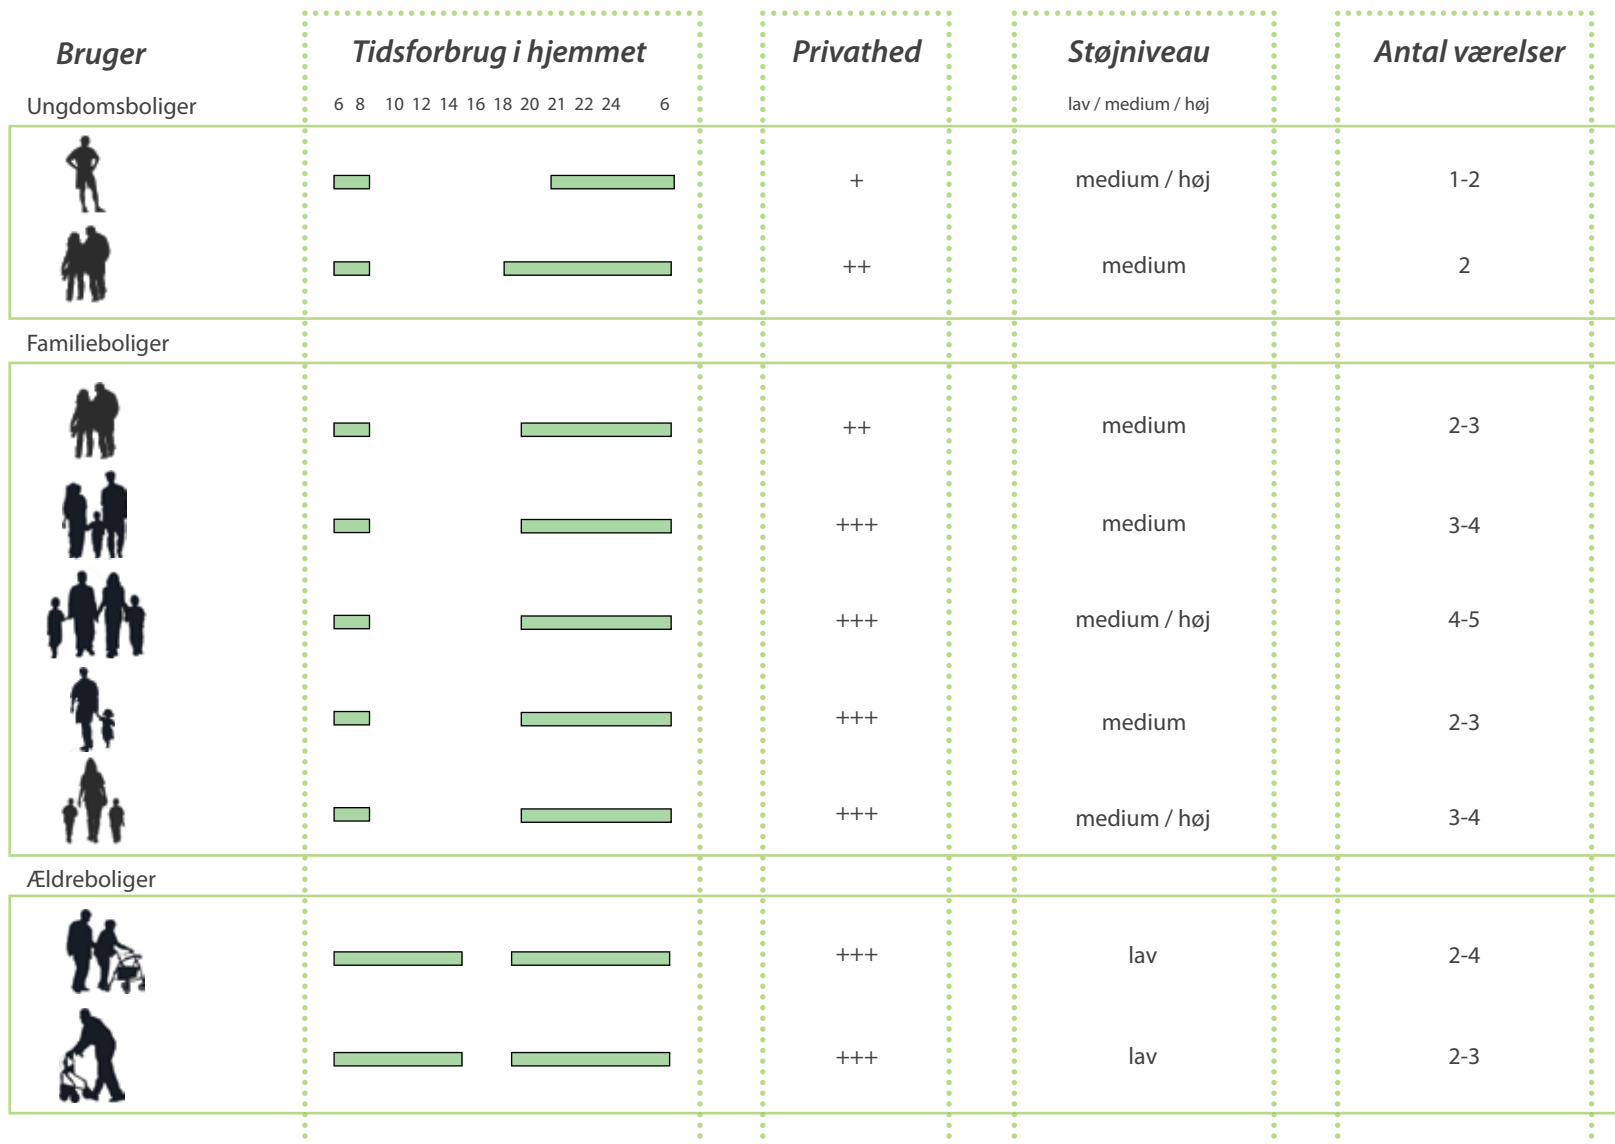 Bruger Tidsforbrug i hjemmet Privathed Støjniveau Antal værelser
Ungdomsboliger 6 8 10 12 14 16 18 20 21 22 24 6 lav / medium / høj
+ medium / høj 1-2
++ medium 2
Familieboliger
++ medium 2-3
+++ medium 3-4
+++ medium / høj 4-5
+++ medium 2-3
+++ medium / høj 3-4
Ældreboliger
+++ lav 2-4
+++ lav 2-3